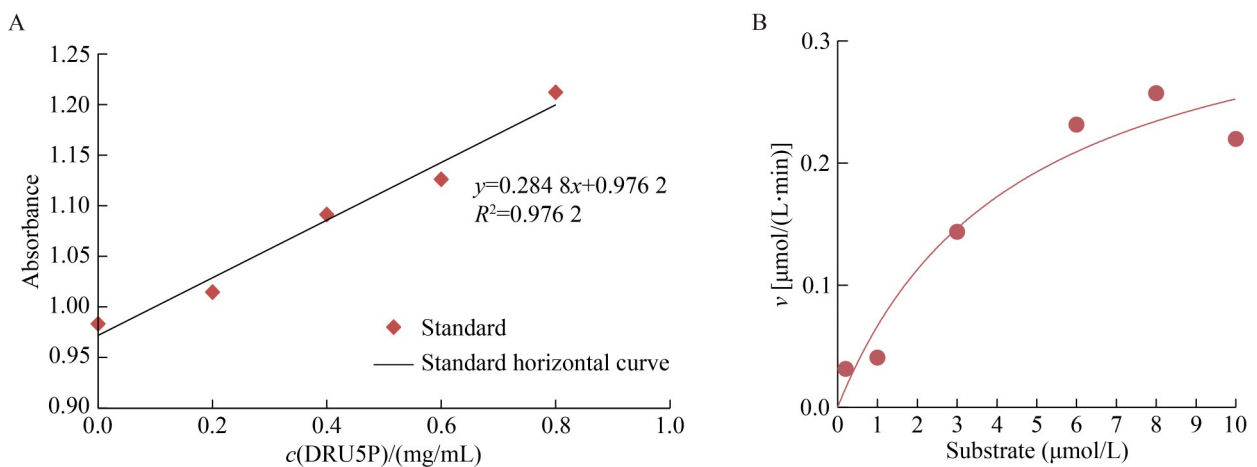 A
1.25
1.20
1.15
1.10
1.05
1.00
0.95
0.90
Absorbance
y=0.284 8x+0.976 2
R²=0.976 2
Standard
Standard horizontal curve
0.0 0.2 0.4 0.6 0.8 1.0
c(DRU5P)/(mg/mL)
B
0.3
0.2
0.1
0.0
v [μmol/(L·min)]
0 1 2 3 4 5 6 7 8 9 10
Substrate (μmol/L)